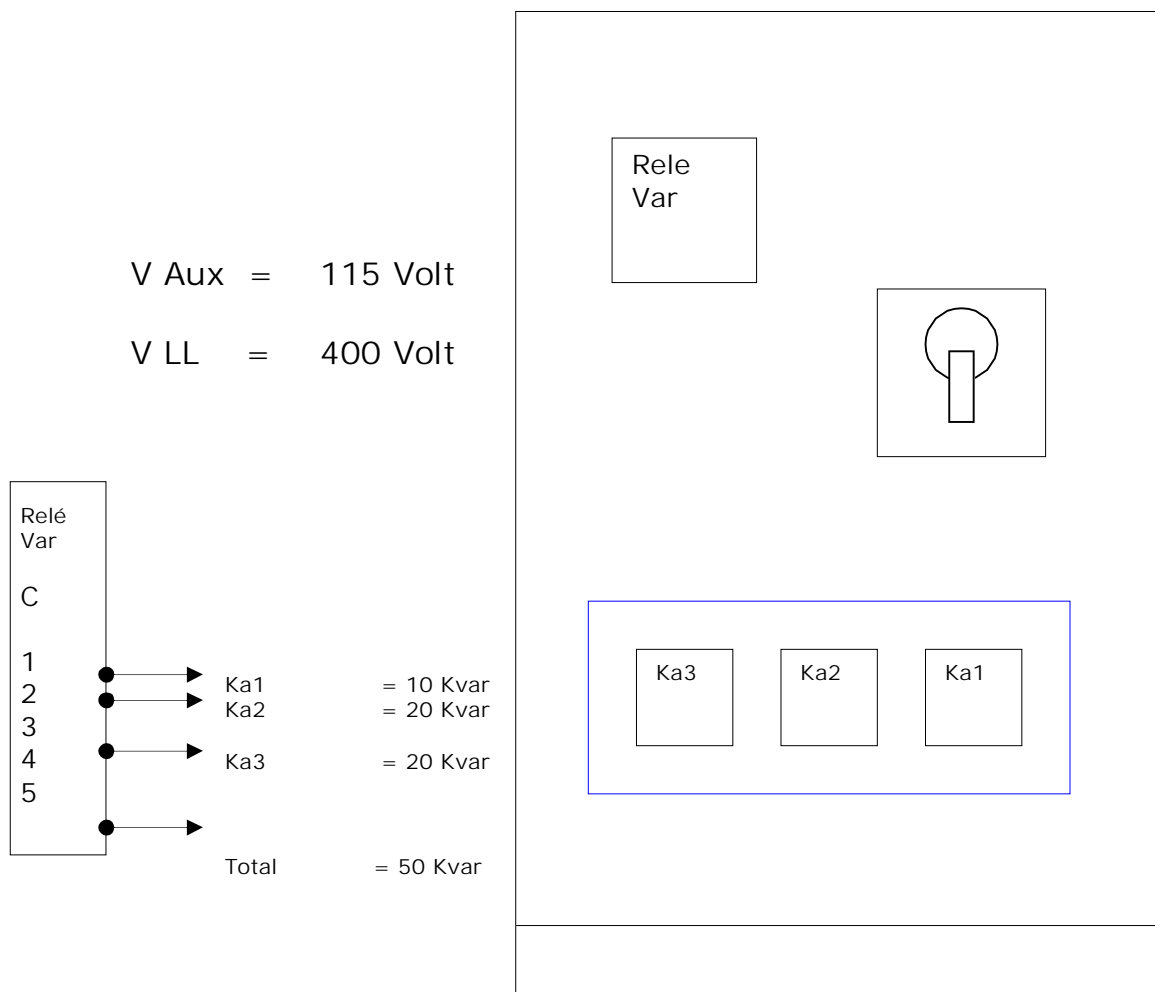 Rele
Var
V Aux = 115 Volt
V LL = 400 Volt
Relé
Var
C
1
2
3
4
5
Ka1 = 10 Kvar
Ka2 = 20 Kvar
Ka3 = 20 Kvar
Total = 50 Kvar
Ka3 Ka2 Ka1